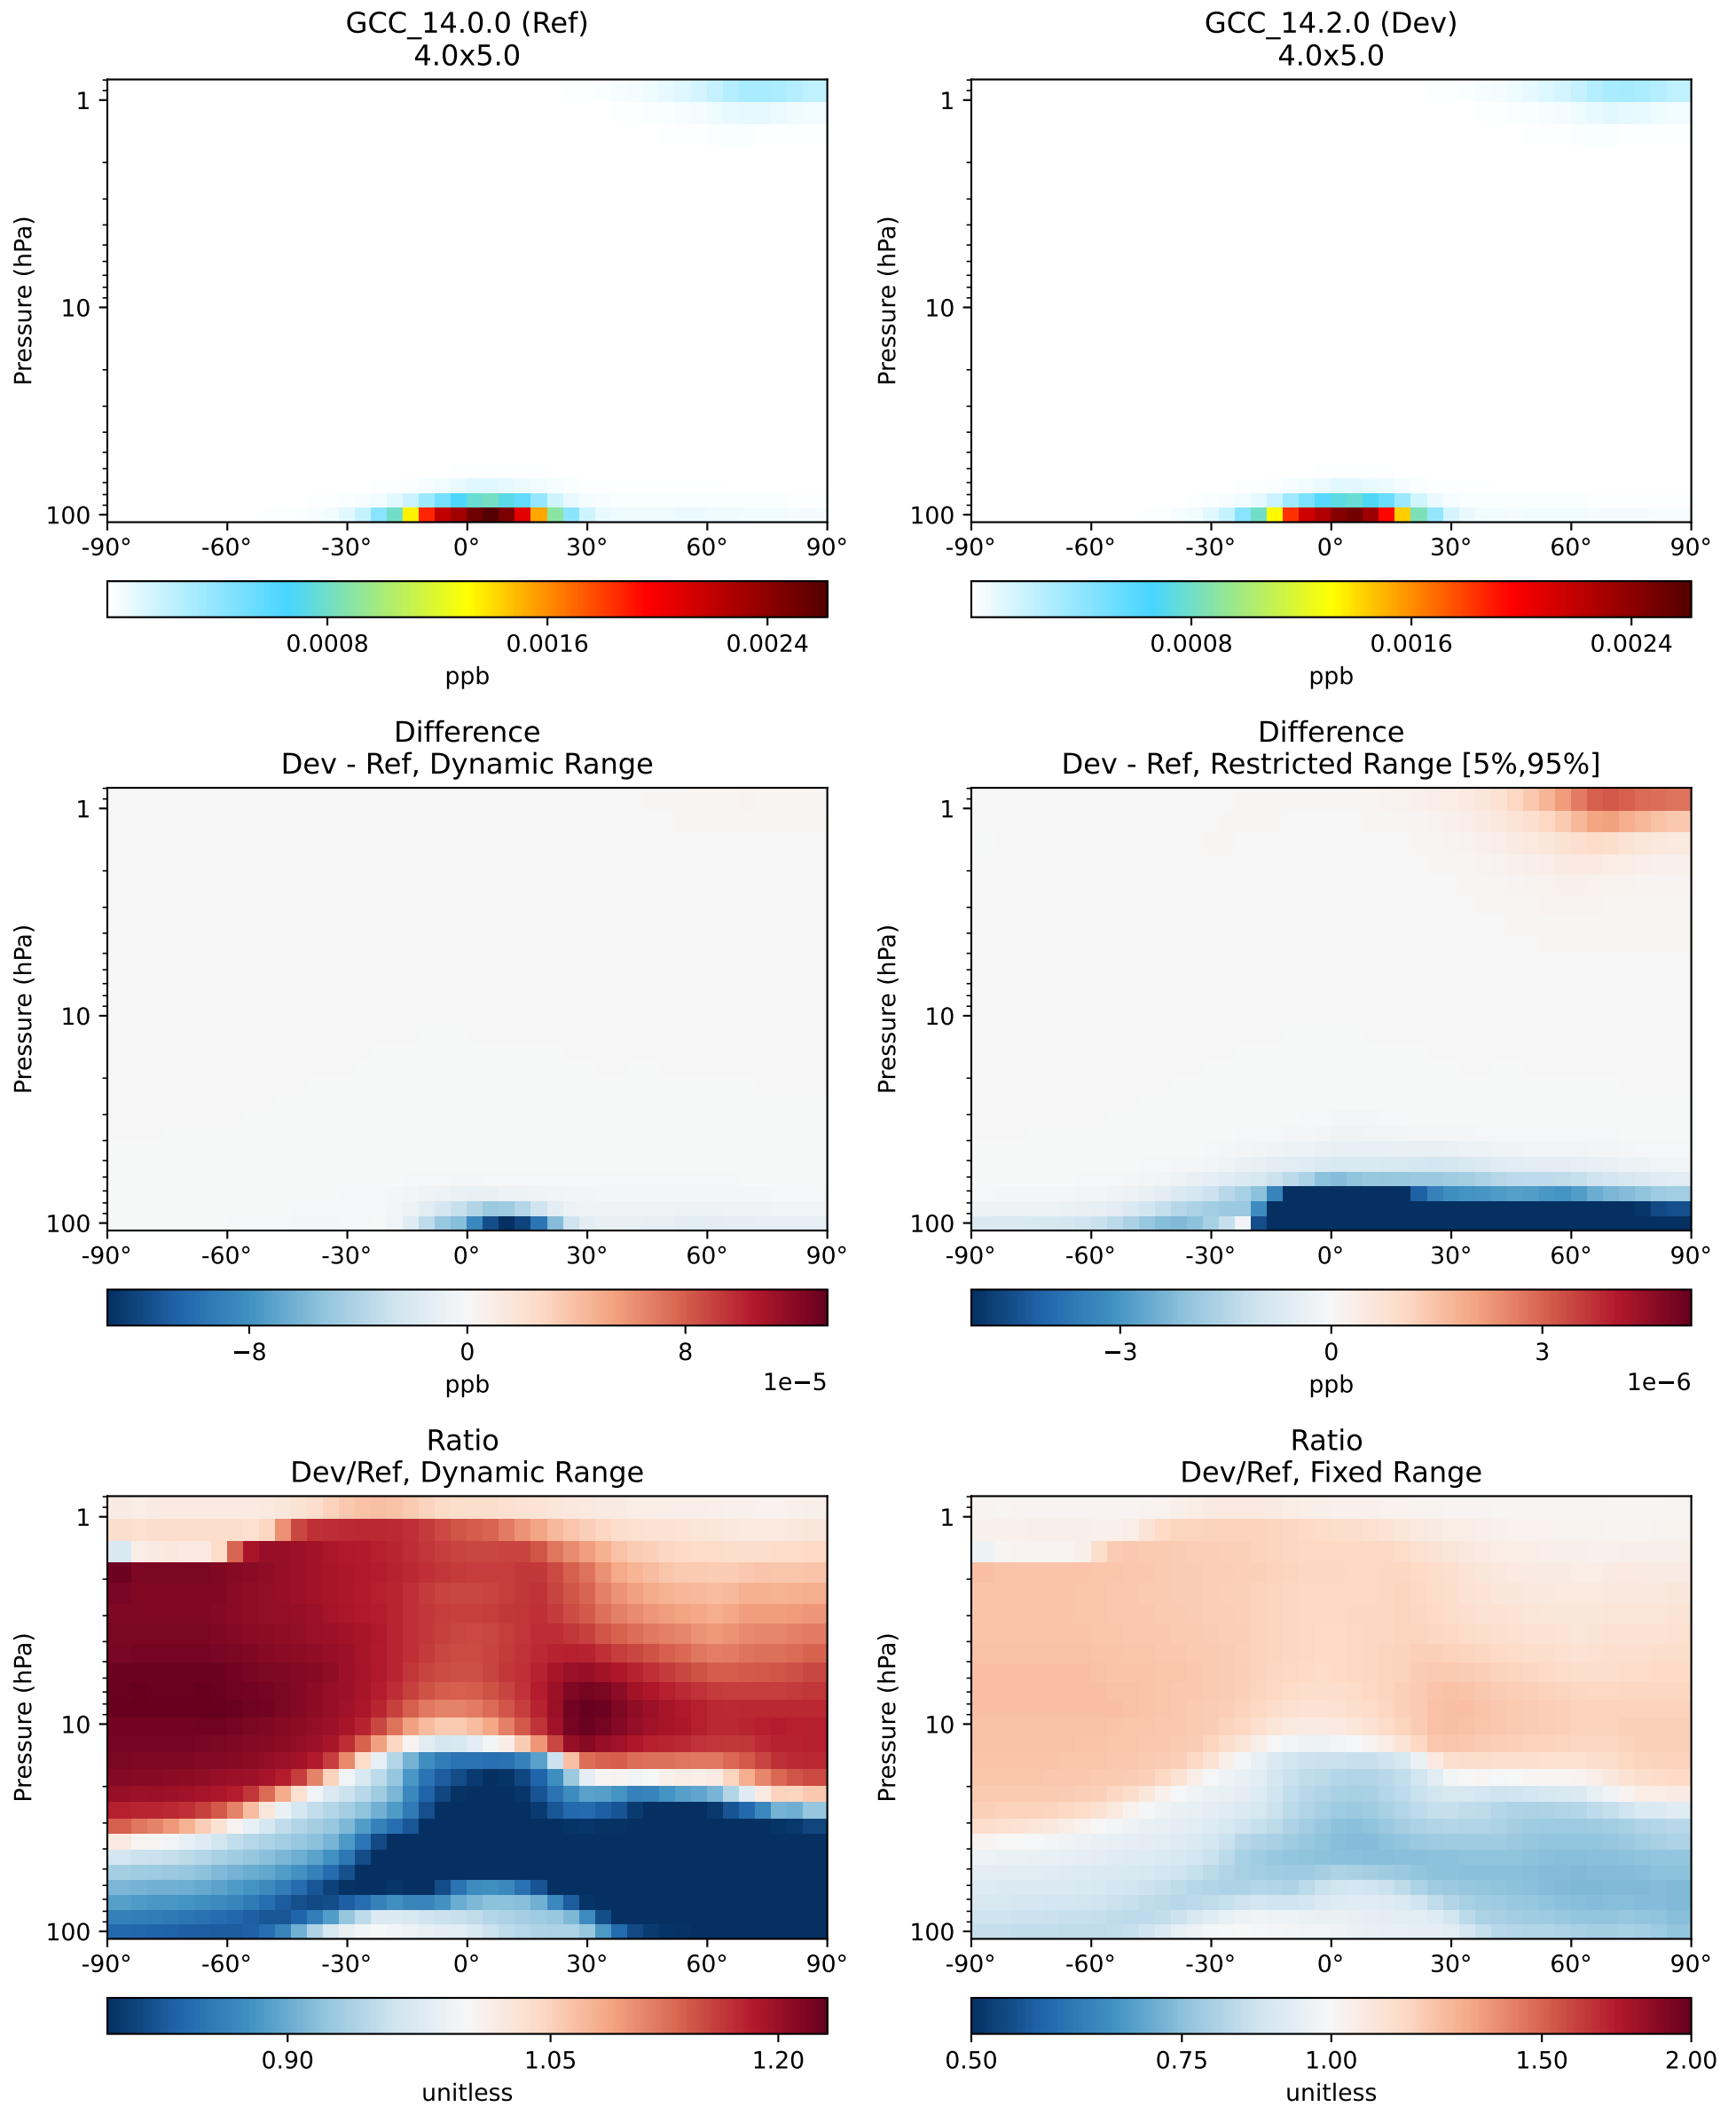 GCC_14.0.0 (Ref)
4.0x5.0
Pressure (hPa)
1
10
100
-90° -60° -30° 0° 30° 60° 90°
0.0008 0.0016 0.0024
ppb
GCC_14.2.0 (Dev)
4.0x5.0
Pressure (hPa)
1
10
100
-90° -60° -30° 0° 30° 60° 90°
0.0008 0.0016 0.0024
ppb
Difference
Dev - Ref, Dynamic Range
Pressure (hPa)
1
10
100
-90° -60° -30° 0° 30° 60° 90°
−8 0 8
ppb
1e−5
Difference
Dev - Ref, Restricted Range [5%,95%]
Pressure (hPa)
1
10
100
-90° -60° -30° 0° 30° 60° 90°
−3 0 3
ppb
1e−6
Ratio
Dev/Ref, Dynamic Range
Pressure (hPa)
1
10
100
-90° -60° -30° 0° 30° 60° 90°
0.90 1.05 1.20
unitless
Ratio
Dev/Ref, Fixed Range
Pressure (hPa)
1
10
100
-90° -60° -30° 0° 30° 60° 90°
0.50 0.75 1.00 1.50 2.00
unitless